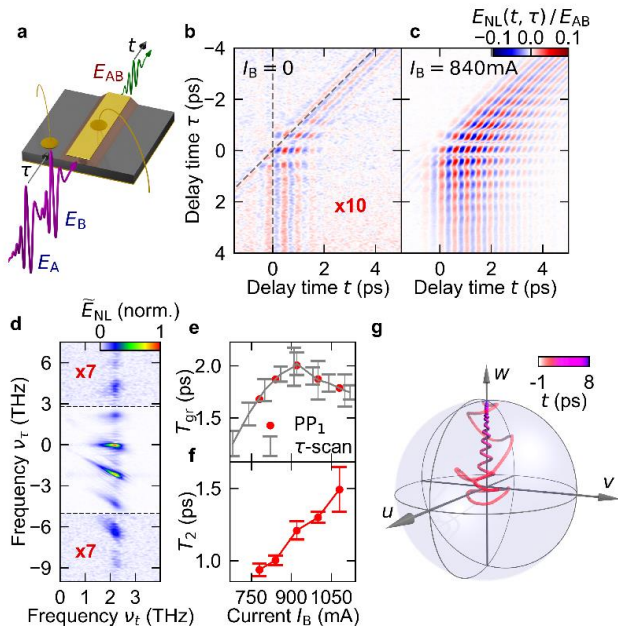 a
t
E_AB
τ
E_B
E_A
b
I_B = 0
x10
Delay time τ (ps)
−4
−2
0
2
4
0
2
4
Delay time t (ps)
c
E_NL(t, τ)/E_AB
−0.1 0.0 0.1
I_B = 840mA
0
2
4
Delay time t (ps)
d
Ẽ_NL (norm.)
0
1
x7
x7
Frequency ν_τ (THz)
6
3
0
−3
−6
−9
0
2
4
Frequency ν_t (THz)
e
T_gr (ps)
2.0
1.5
PP₁
τ-scan
f
T₂ (ps)
1.5
1.0
750
900
1050
Current I_B (mA)
g
-1
8
t (ps)
w
v
u